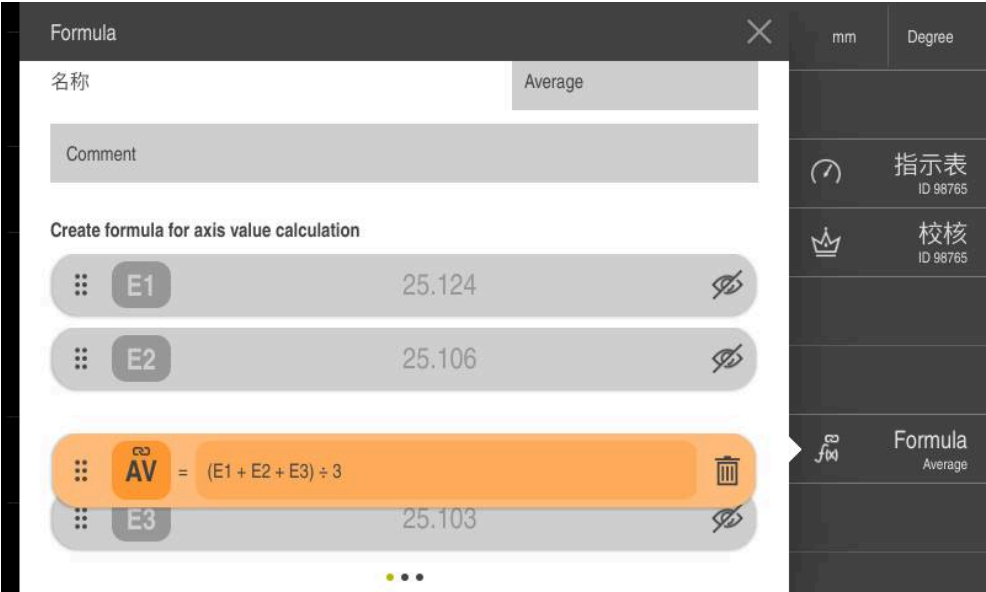 Formula
mm
Degree
名称
Average
Comment
指示表
ID 98765
Create formula for axis value calculation
校核
ID 98765
E1
25.124
E2
25.106
Formula
Average
AV = (E1 + E2 + E3) ÷ 3
f(x)
E3
25.103